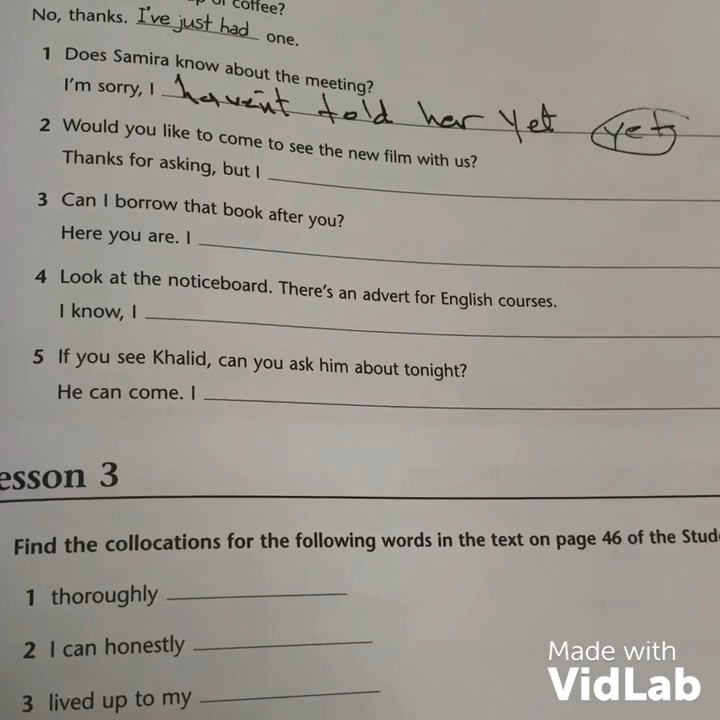 of coffee?
No, thanks. I've just had one.
1 Does Samira know about the meeting?
I'm sorry, I havent told her yet yet
2 Would you like to come to see the new film with us?
Thanks for asking, but I
3 Can I borrow that book after you?
Here you are. I
4 Look at the noticeboard. There's an advert for English courses.
I know, I
5 If you see Khalid, can you ask him about tonight?
He can come. I
esson 3
Find the collocations for the following words in the text on page 46 of the Stud
1 thoroughly
2 I can honestly
3 lived up to my
Made with
VidLab